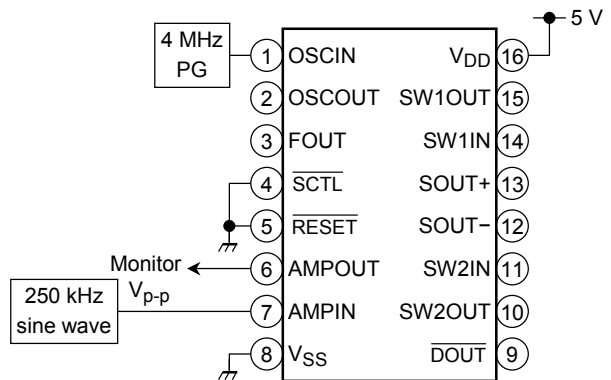 5 V
4 MHz
PG
1 OSCIN
VDD 16
2 OSCOUT
SW1OUT 15
3 FOUT
SW1IN 14
4 SCTL
SOUT+ 13
5 RESET
SOUT− 12
Monitor
Vp-p
6 AMPOUT
SW2IN 11
250 kHz
sine wave
7 AMPIN
SW2OUT 10
8 VSS
DOUT 9